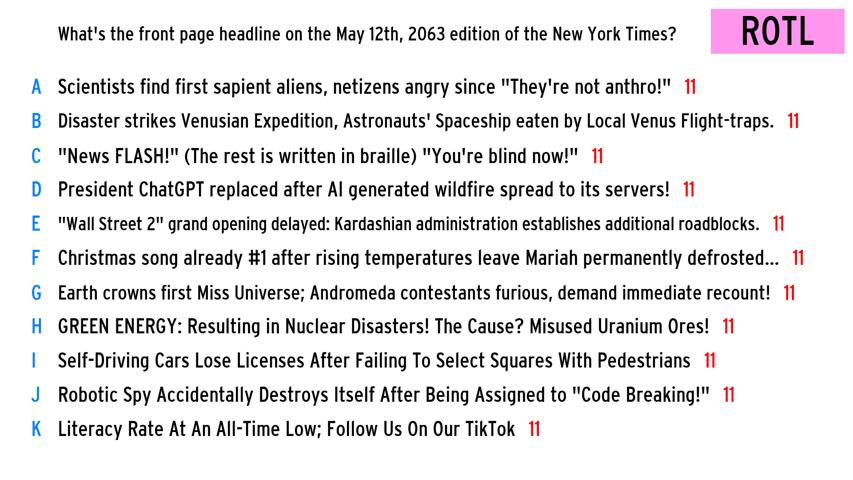 What's the front page headline on the May 12th, 2063 edition of the New York Times?
ROTL
A Scientists find first sapient aliens, netizens angry since "They're not anthro!" 11
B Disaster strikes Venusian Expedition, Astronauts' Spaceship eaten by Local Venus Flight-traps. 11
C "News FLASH!" (The rest is written in braille) "You're blind now!" 11
D President ChatGPT replaced after AI generated wildfire spread to its servers! 11
E "Wall Street 2" grand opening delayed: Kardashian administration establishes additional roadblocks. 11
F Christmas song already #1 after rising temperatures leave Mariah permanently defrosted... 11
G Earth crowns first Miss Universe; Andromeda contestants furious, demand immediate recount! 11
H GREEN ENERGY: Resulting in Nuclear Disasters! The Cause? Misused Uranium Ores! 11
I Self-Driving Cars Lose Licenses After Failing To Select Squares With Pedestrians 11
J Robotic Spy Accidentally Destroys Itself After Being Assigned to "Code Breaking!" 11
K Literacy Rate At An All-Time Low; Follow Us On Our TikTok 11